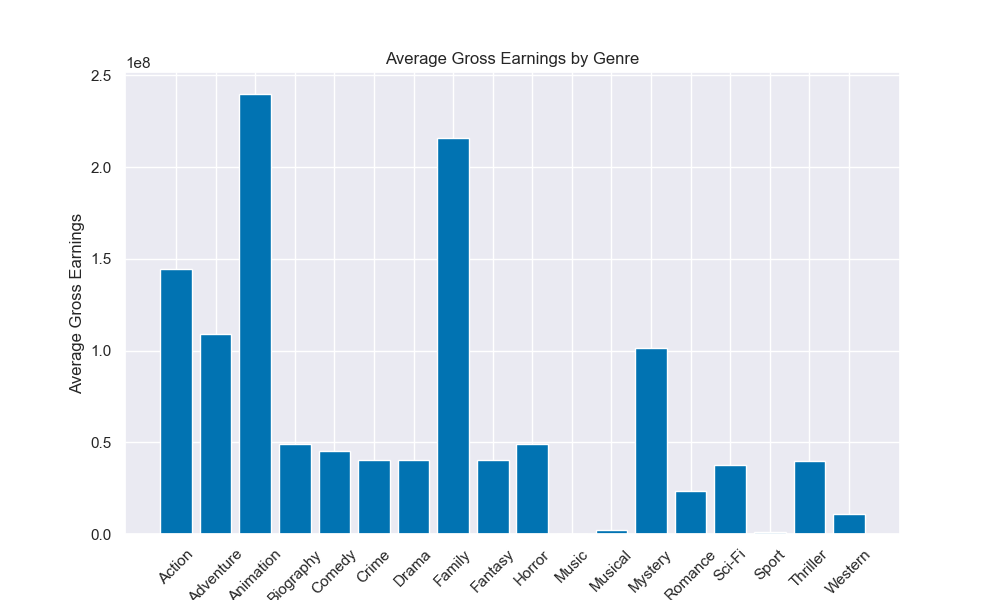 Average Gross Earnings by Genre
1e8
2.5
2.0
1.5
1.0
0.5
0.0
Average Gross Earnings
Action
Adventure
Animation
Biography
Comedy
Crime
Drama
Family
Fantasy
Horror
Music
Musical
Mystery
Romance
Sci-Fi
Sport
Thriller
Western